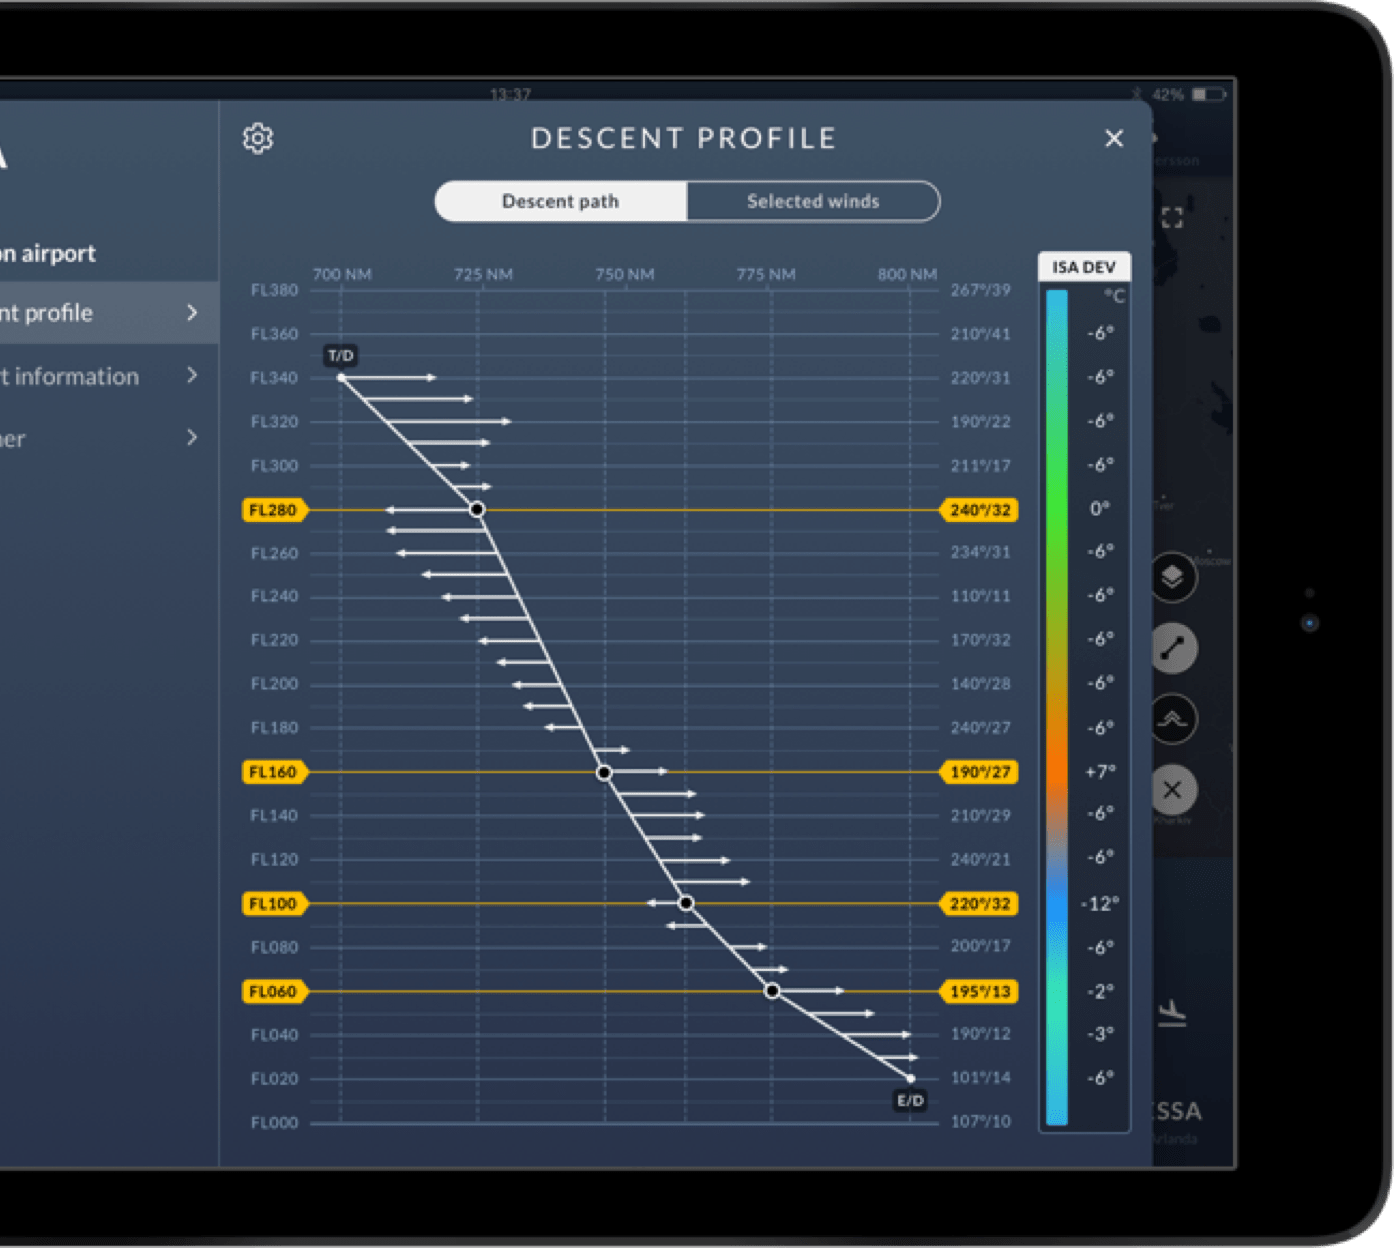 13:37
42%
A
DESCENT PROFILE
ersson
Descent path
Selected winds
on airport
nt profile
t information
ner
700 NM 725 NM 750 NM 775 NM 800 NM
ISA DEV
°C
FL380 267°/39
FL360 210°/41 -6°
T/D
FL340 220°/31 -6°
FL320 190°/22 -6°
FL300 211°/17 -6°
FL280 240°/32 0°
FL260 234°/31 -6°
Moscow
FL240 110°/11 -6°
FL220 170°/32 -6°
FL200 140°/28 -6°
FL180 240°/27 -6°
FL160 190°/27 +7°
FL140 210°/29 -6°
Kharkiv
FL120 240°/21 -6°
FL100 220°/32 -12°
FL080 200°/17 -6°
FL060 195°/13 -2°
FL040 190°/12 -3°
FL020 101°/14 -6°
E/D
FL000 107°/10
ESSA
Arlanda